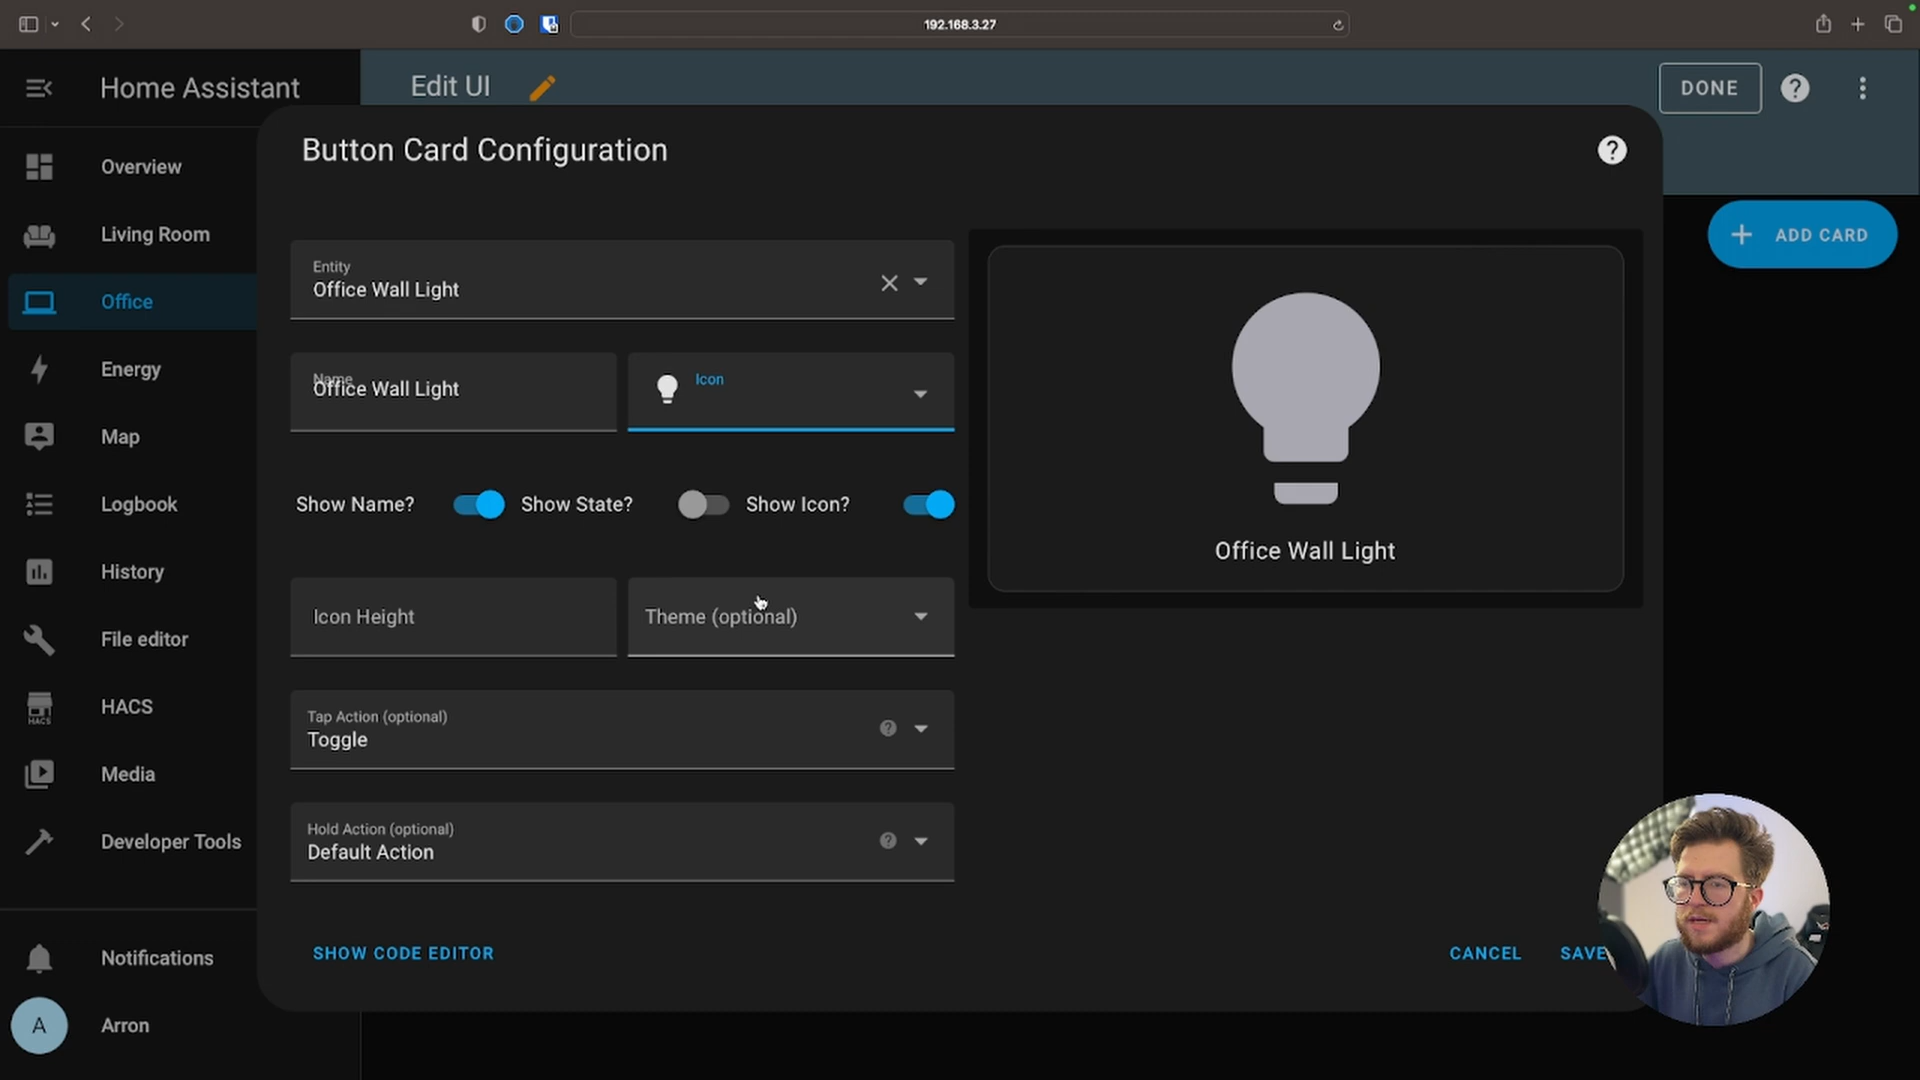 192.168.3.27
Home Assistant
Edit UI
DONE
Overview
Living Room
Office
Energy
Map
Logbook
History
File editor
HACS
HACS
Media
Developer Tools
Notifications
A
Arron
ADD CARD
Button Card Configuration
Entity
Office Wall Light
Name
Office Wall Light
Icon
Show Name?
Show State?
Show Icon?
Icon Height
Theme (optional)
Tap Action (optional)
Toggle
Hold Action (optional)
Default Action
Office Wall Light
SHOW CODE EDITOR
CANCEL
SAVE